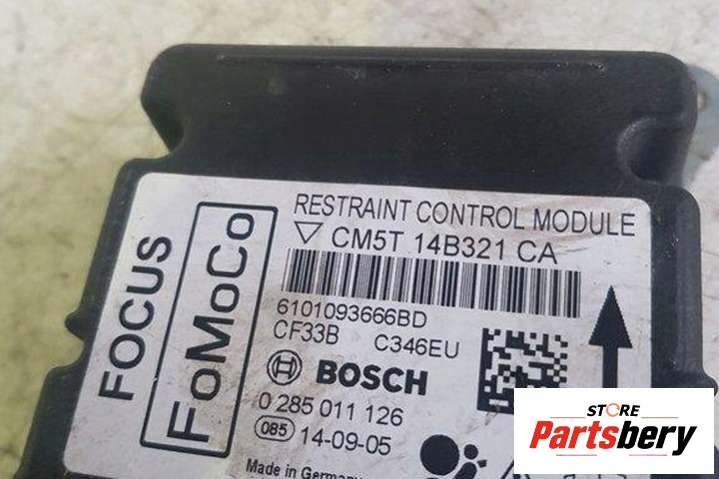 FOCUS
FoMoCo
RESTRAINT CONTROL MODULE
CM5T 14B321 CA
6101093666BD
CF33B C346EU
BOSCH
0 285 011 126
085 14-09-05
Made in Germany
STORE
Partsbery